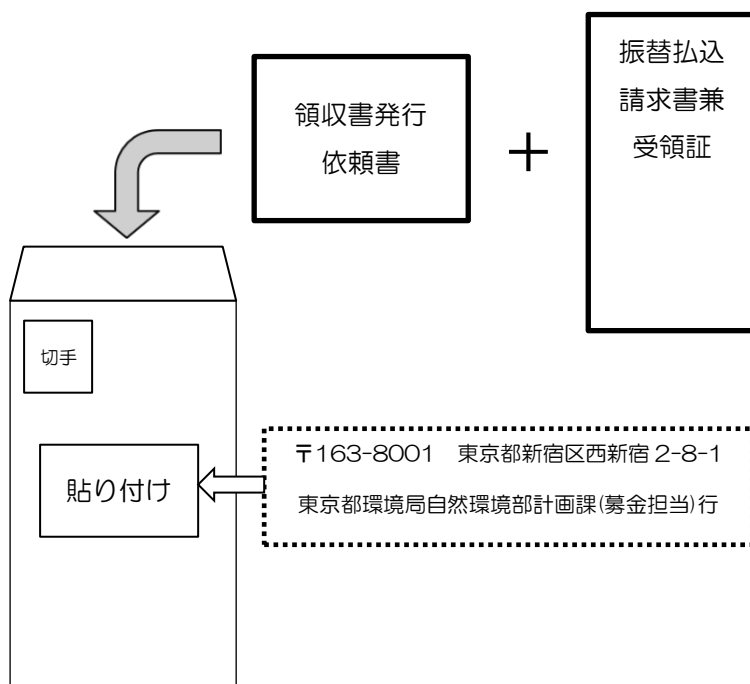 領収書発行
依頼書
＋
振替払込
請求書兼
受領証
切手
貼り付け
〒163-8001 東京都新宿区西新宿 2-8-1
東京都環境局自然環境部計画課(募金担当)行